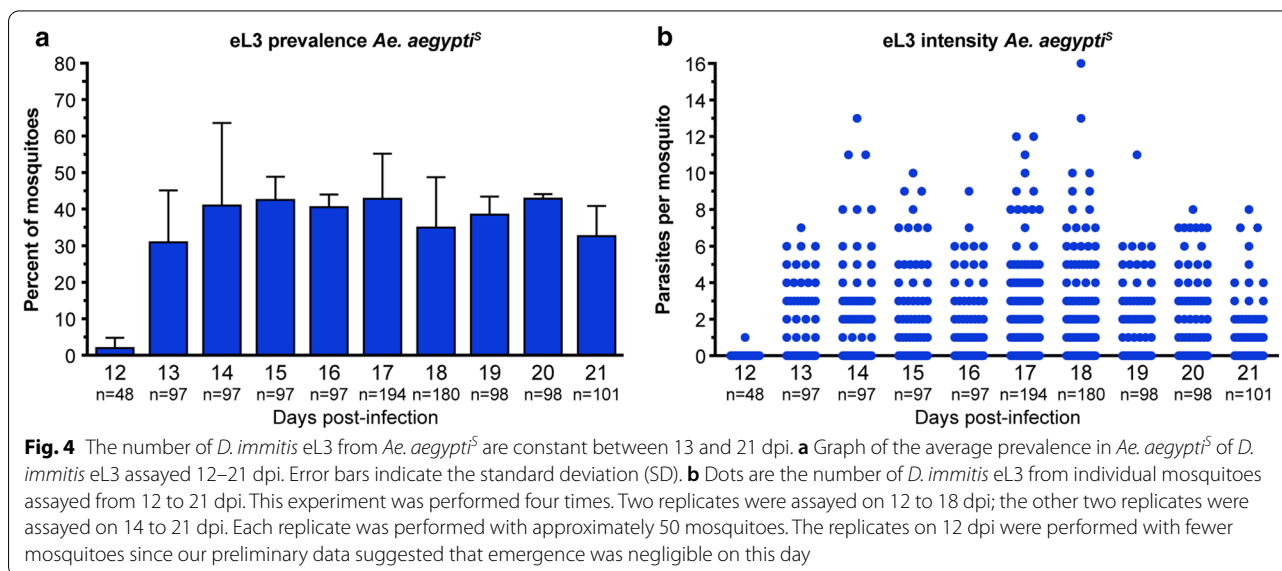 a
eL3 prevalence Ae. aegyptiˢ
Percent of mosquitoes
80
70
60
50
40
30
20
10
0
12 13 14 15 16 17 18 19 20 21
n=48 n=97 n=97 n=97 n=97 n=194 n=180 n=98 n=98 n=101
Days post-infection
b
eL3 intensity Ae. aegyptiˢ
Parasites per mosquito
16
14
12
10
8
6
4
2
0
12 13 14 15 16 17 18 19 20 21
n=48 n=97 n=97 n=97 n=97 n=194 n=180 n=98 n=98 n=101
Days post-infection
Fig. 4 The number of D. immitis eL3 from Ae. aegyptiˢ are constant between 13 and 21 dpi. a Graph of the average prevalence in Ae. aegyptiˢ of D.
immitis eL3 assayed 12–21 dpi. Error bars indicate the standard deviation (SD). b Dots are the number of D. immitis eL3 from individual mosquitoes
assayed from 12 to 21 dpi. This experiment was performed four times. Two replicates were assayed on 12 to 18 dpi; the other two replicates were
assayed on 14 to 21 dpi. Each replicate was performed with approximately 50 mosquitoes. The replicates on 12 dpi were performed with fewer
mosquitoes since our preliminary data suggested that emergence was negligible on this day